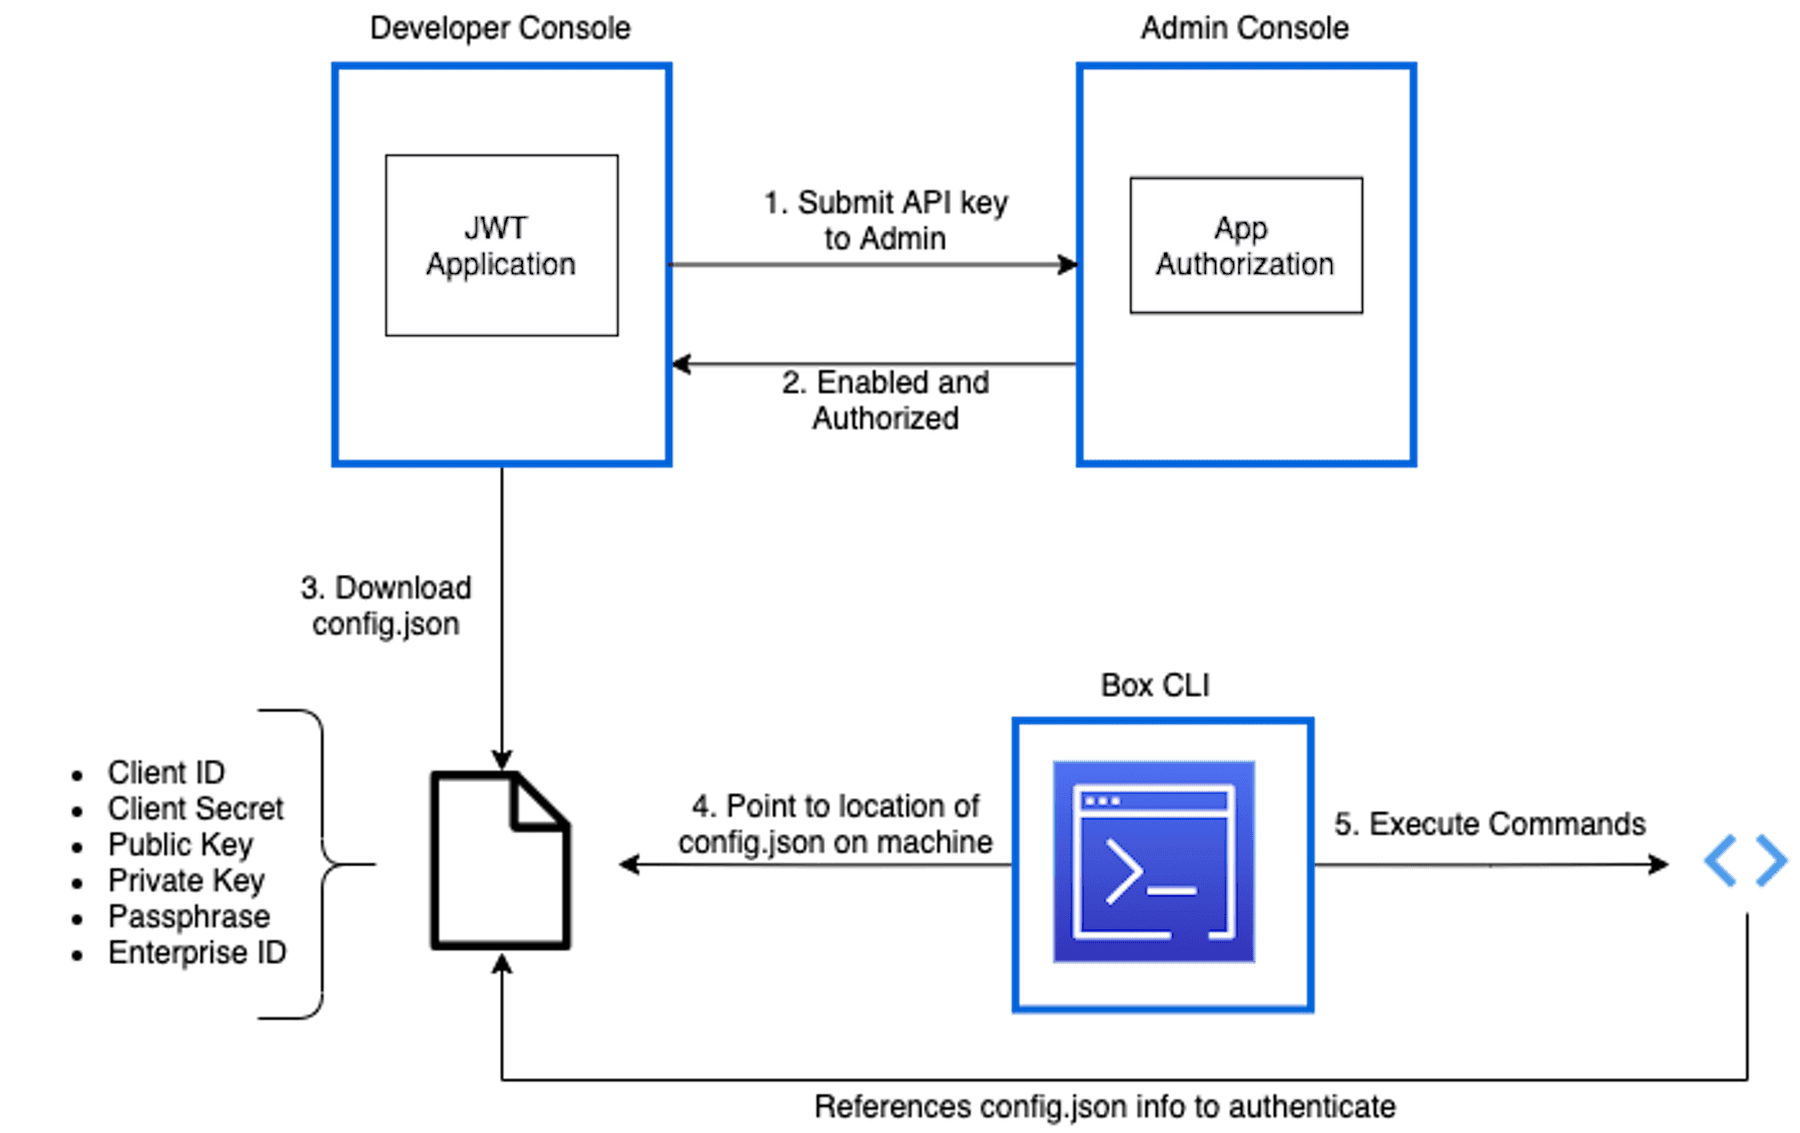 Developer Console
Admin Console
JWT
Application
1. Submit API key
to Admin
App
Authorization
2. Enabled and
Authorized
3. Download
config.json
Box CLI
• Client ID
• Client Secret
• Public Key
• Private Key
• Passphrase
• Enterprise ID
4. Point to location of
config.json on machine
5. Execute Commands
References config.json info to authenticate